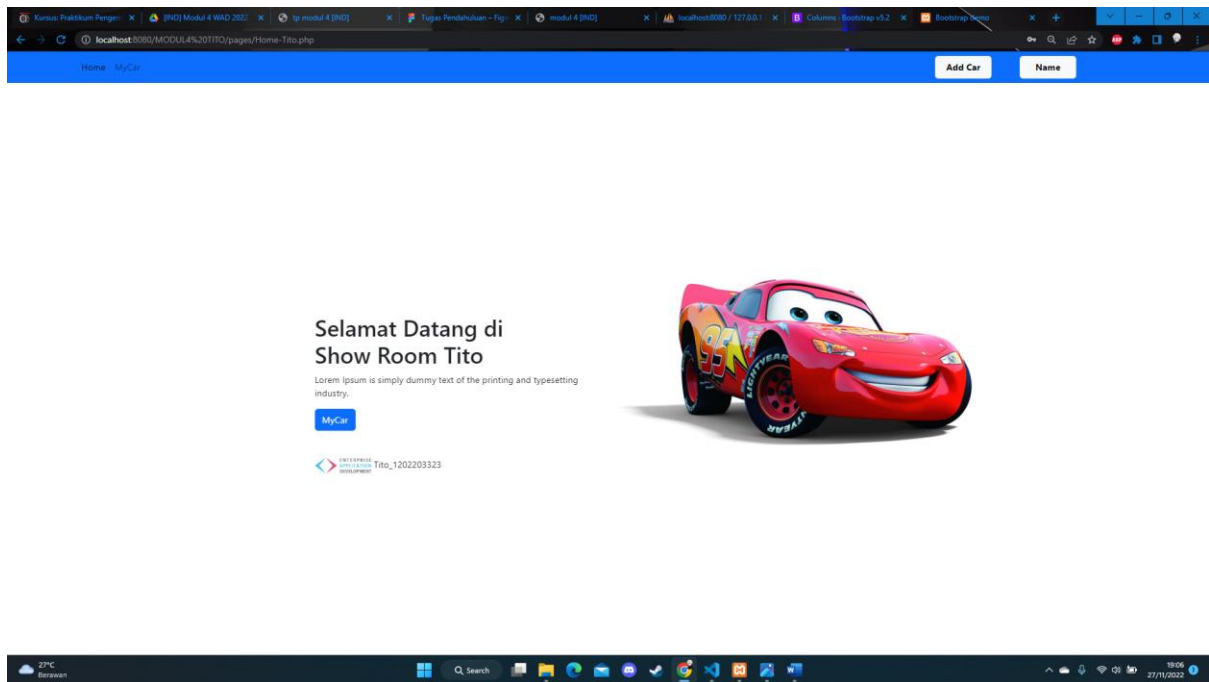 Kursus: Praktikum Pengem
[IND] Modul 4 WAD 2022
tp modul 4 [IND]
Tugas Pendahuluan – Fig
modul 4 [IND]
localhost:8080 / 127.0.0.1
Columns · Bootstrap v5.2
Bootstrap demo
localhost:8080/MODUL4%20TITO/pages/Home-Tito.php
Home MyCar
Add Car
Name
Selamat Datang di
Show Room Tito
Lorem Ipsum is simply dummy text of the printing and typesetting
industry.
MyCar
ENTERPRISE
APPLICATION
DEVELOPMENT
Tito_1202203323
95
LIGHTYEAR
27°C
Berawan
Search
19:06
27/11/2022